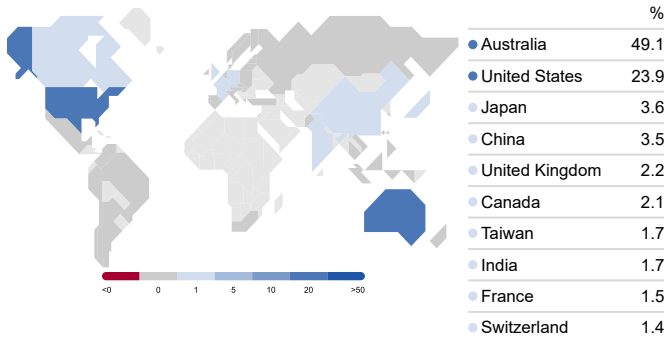 %
Australia 49.1
United States 23.9
Japan 3.6
China 3.5
United Kingdom 2.2
Canada 2.1
Taiwan 1.7
India 1.7
France 1.5
Switzerland 1.4
<0 0 1 5 10 20 >50